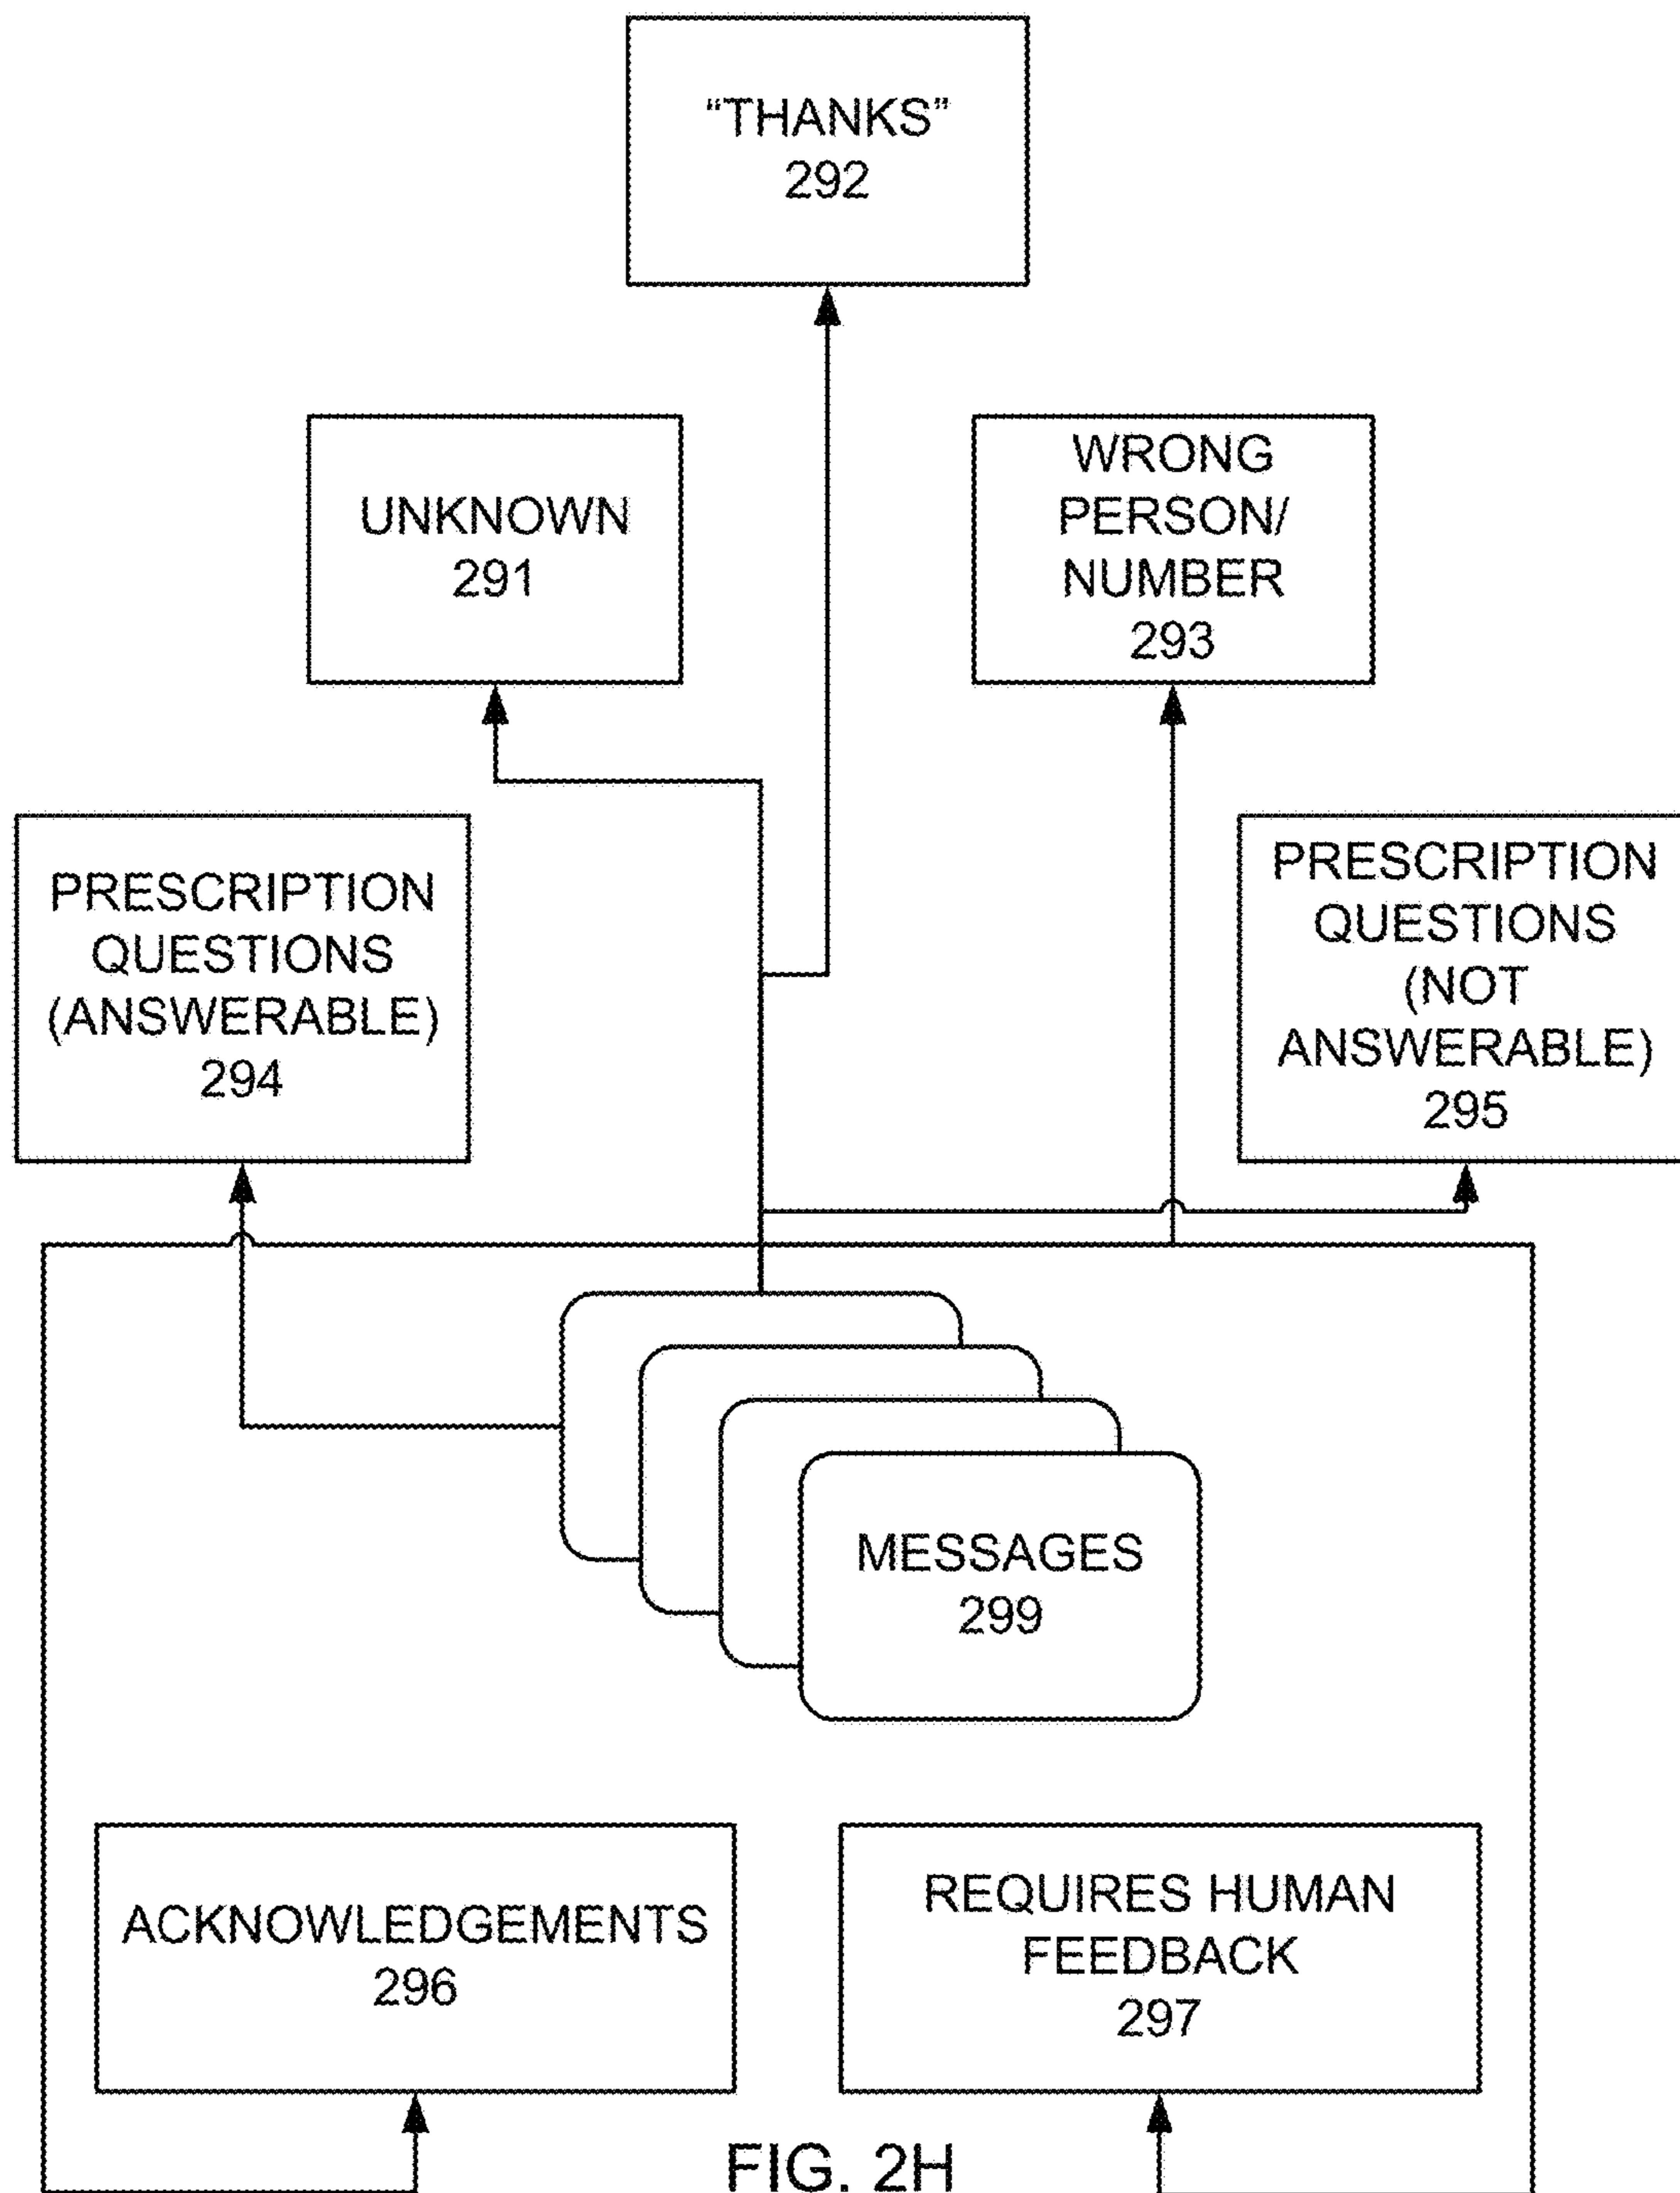 “THANKS”
292
UNKNOWN
291
WRONG
PERSON/
NUMBER
293
PRESCRIPTION
QUESTIONS
(ANSWERABLE)
294
PRESCRIPTION
QUESTIONS
(NOT
ANSWERABLE)
295
MESSAGES
299
ACKNOWLEDGEMENTS
296
REQUIRES HUMAN
FEEDBACK
297
FIG. 2H